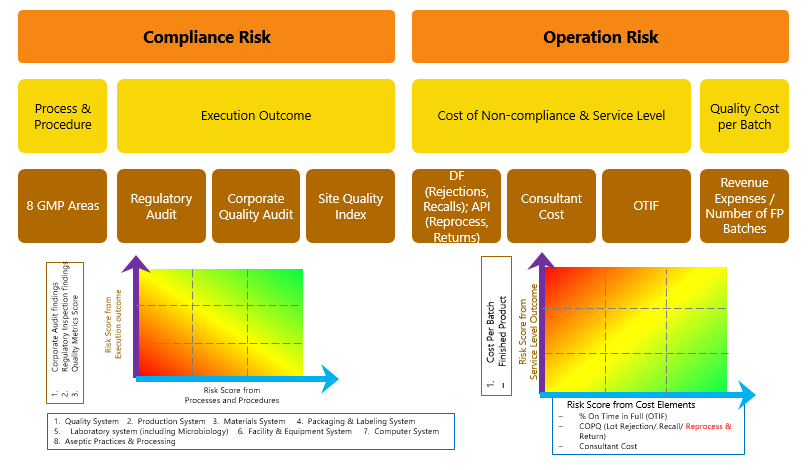 Compliance Risk
Operation Risk
Process &
Procedure
Execution Outcome
Cost of Non-compliance & Service Level
Quality Cost
per Batch
8 GMP Areas
Regulatory
Audit
Corporate
Quality Audit
Site Quality
Index
DF
(Rejections,
Recalls); API
(Reprocess,
Returns)
Consultant
Cost
OTIF
Revenue
Expenses /
Number of FP
Batches
1. Corporate Audit findings
2. Regulatory Inspection findings
3. Quality Metrics Score
Risk Score from
Execution outcome
Risk Score from
Processes and Procedures
1. Quality System 2. Production System 3. Materials System 4. Packaging & Labeling System
5. Laboratory system (including Microbiology) 6. Facility & Equipment System 7. Computer System
8. Aseptic Practices & Processing
1. Cost Per Batch
– Finished Product
Risk Score from
Service Level Outcome
Risk Score from Cost Elements
– % On Time in Full (OTIF)
– COPQ (Lot Rejection/ Recall/ Reprocess &
Return)
– Consultant Cost